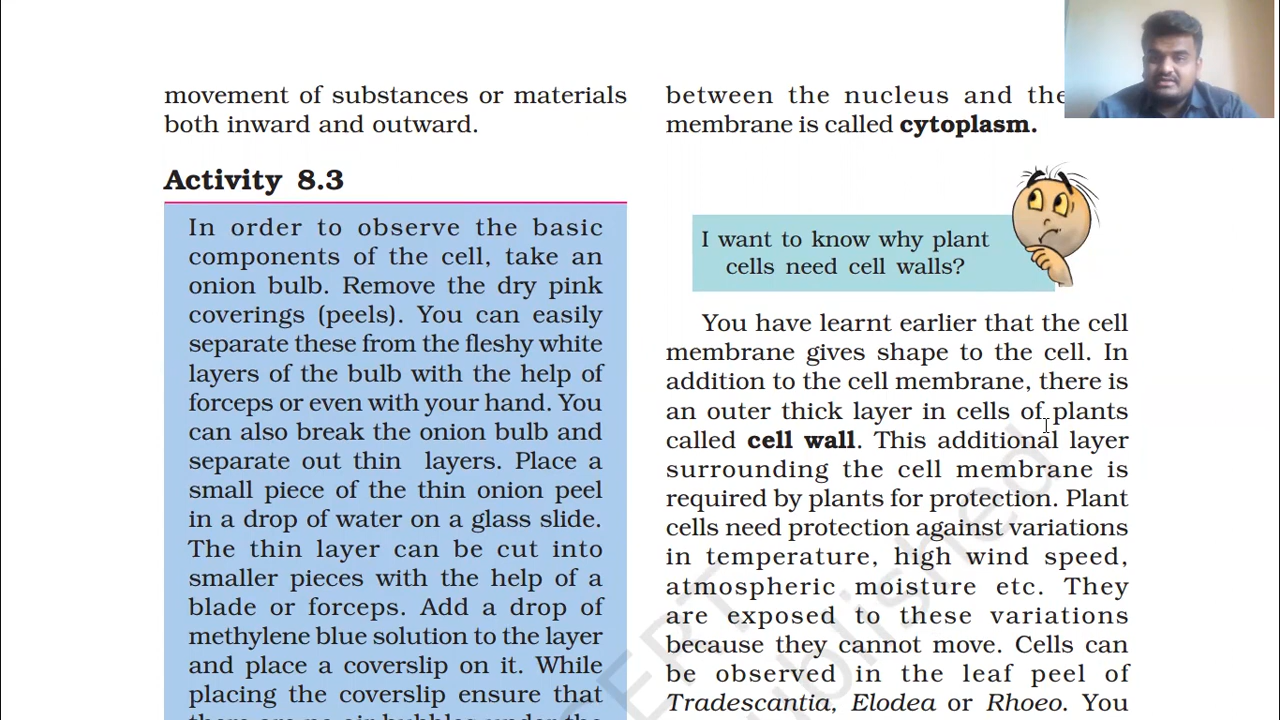 movement of substances or materials
both inward and outward.
Activity 8.3
In order to observe the basic
components of the cell, take an
onion bulb. Remove the dry pink
coverings (peels). You can easily
separate these from the fleshy white
layers of the bulb with the help of
forceps or even with your hand. You
can also break the onion bulb and
separate out thin layers. Place a
small piece of the thin onion peel
in a drop of water on a glass slide.
The thin layer can be cut into
smaller pieces with the help of a
blade or forceps. Add a drop of
methylene blue solution to the layer
and place a coverslip on it. While
placing the coverslip ensure that
between the nucleus and the
membrane is called cytoplasm.
I want to know why plant
cells need cell walls?
You have learnt earlier that the cell
membrane gives shape to the cell. In
addition to the cell membrane, there is
an outer thick layer in cells of plants
called cell wall. This additional layer
surrounding the cell membrane is
required by plants for protection. Plant
cells need protection against variations
in temperature, high wind speed,
atmospheric moisture etc. They
are exposed to these variations
because they cannot move. Cells can
be observed in the leaf peel of
Tradescantia, Elodea or Rhoeo. You